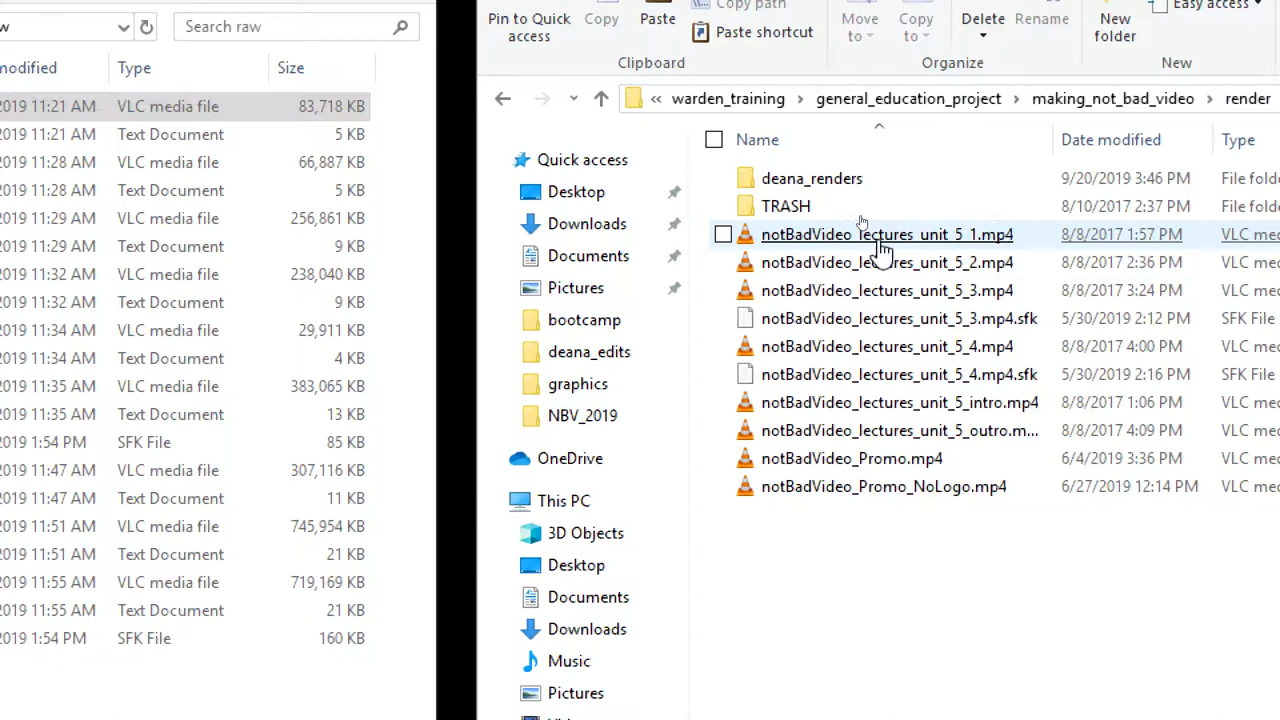 w
Search raw
modified
Type
Size
2019 11:21 AM VLC media file 83,718 KB
2019 11:21 AM Text Document 5 KB
2019 11:28 AM VLC media file 66,887 KB
2019 11:28 AM Text Document 5 KB
2019 11:31 AM VLC media file 256,861 KB
2019 11:31 AM Text Document 9 KB
2019 11:32 AM VLC media file 238,040 KB
2019 11:32 AM Text Document 9 KB
2019 11:34 AM VLC media file 29,911 KB
2019 11:34 AM Text Document 4 KB
2019 11:35 AM VLC media file 383,065 KB
2019 11:35 AM Text Document 13 KB
2019 1:54 PM SFK File 85 KB
2019 11:47 AM VLC media file 307,116 KB
2019 11:47 AM Text Document 11 KB
2019 11:51 AM VLC media file 745,954 KB
2019 11:51 AM Text Document 21 KB
2019 11:55 AM VLC media file 719,169 KB
2019 11:55 AM Text Document 21 KB
2019 1:54 PM SFK File 160 KB
Pin to Quick
access
Copy
Paste
Copy path
Paste shortcut
Clipboard
Move
to
Copy
to
Delete
Rename
Organize
New
folder
Easy access
New
« warden_training › general_education_project › making_not_bad_video › render
Quick access
Desktop
Downloads
Documents
Pictures
bootcamp
deana_edits
graphics
NBV_2019
OneDrive
This PC
3D Objects
Desktop
Documents
Downloads
Music
Pictures
Name Date modified Type
deana_renders 9/20/2019 3:46 PM File folde
TRASH 8/10/2017 2:37 PM File folde
notBadVideo_lectures_unit_5_1.mp4 8/8/2017 1:57 PM VLC med
notBadVideo_lectures_unit_5_2.mp4 8/8/2017 2:36 PM VLC med
notBadVideo_lectures_unit_5_3.mp4 8/8/2017 3:24 PM VLC med
notBadVideo_lectures_unit_5_3.mp4.sfk 5/30/2019 2:12 PM SFK File
notBadVideo_lectures_unit_5_4.mp4 8/8/2017 4:00 PM VLC med
notBadVideo_lectures_unit_5_4.mp4.sfk 5/30/2019 2:16 PM SFK File
notBadVideo_lectures_unit_5_intro.mp4 8/8/2017 1:06 PM VLC med
notBadVideo_lectures_unit_5_outro.m... 8/8/2017 4:09 PM VLC med
notBadVideo_Promo.mp4 6/4/2019 3:36 PM VLC med
notBadVideo_Promo_NoLogo.mp4 6/27/2019 12:14 PM VLC med